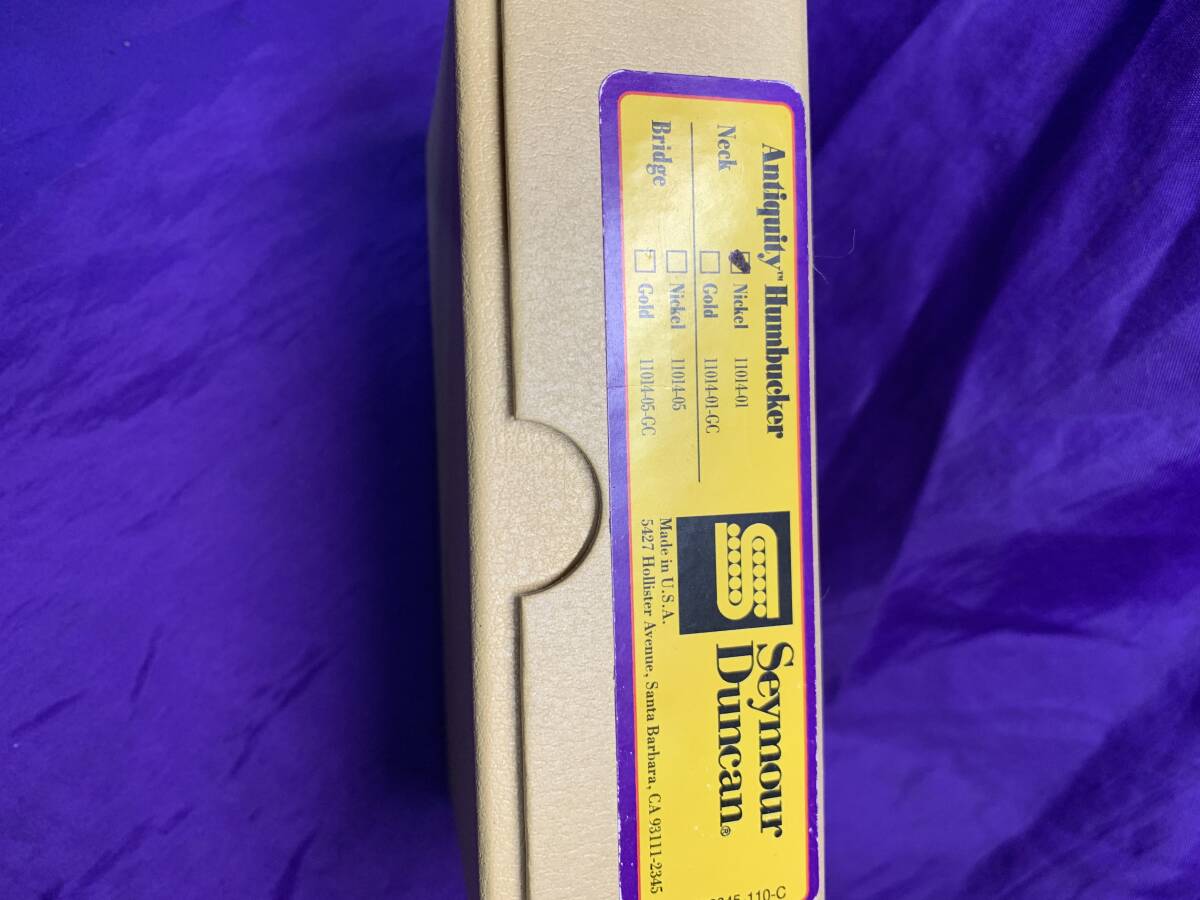 Antiquity™ Humbucker
Neck
Nickel 11014-01
Gold 11014-01-GC
Bridge
Nickel 11014-05
Gold 11014-05-GC
Seymour
Duncan®
Made in U.S.A.
5427 Hollister Avenue, Santa Barbara, CA 93111-2345
110-C